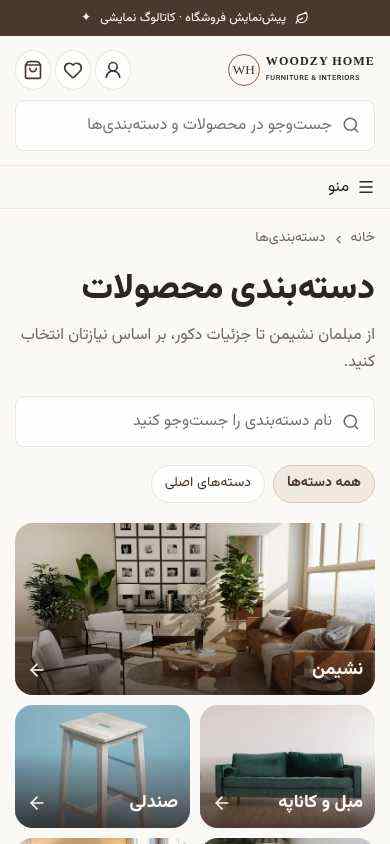 پیش‌نمایش فروشگاه · کاتالوگ نمایشی
WOODZY HOME
FURNITURE & INTERIORS
WH
جست‌وجو در محصولات و دسته‌بندی‌ها
منو
خانه › دسته‌بندی‌ها
دسته‌بندی محصولات
از مبلمان نشیمن تا جزئیات دکور، بر اساس نیازتان انتخاب
کنید.
نام دسته‌بندی را جست‌وجو کنید
همه دسته‌ها
دسته‌های اصلی
نشیمن
مبل و کاناپه
صندلی